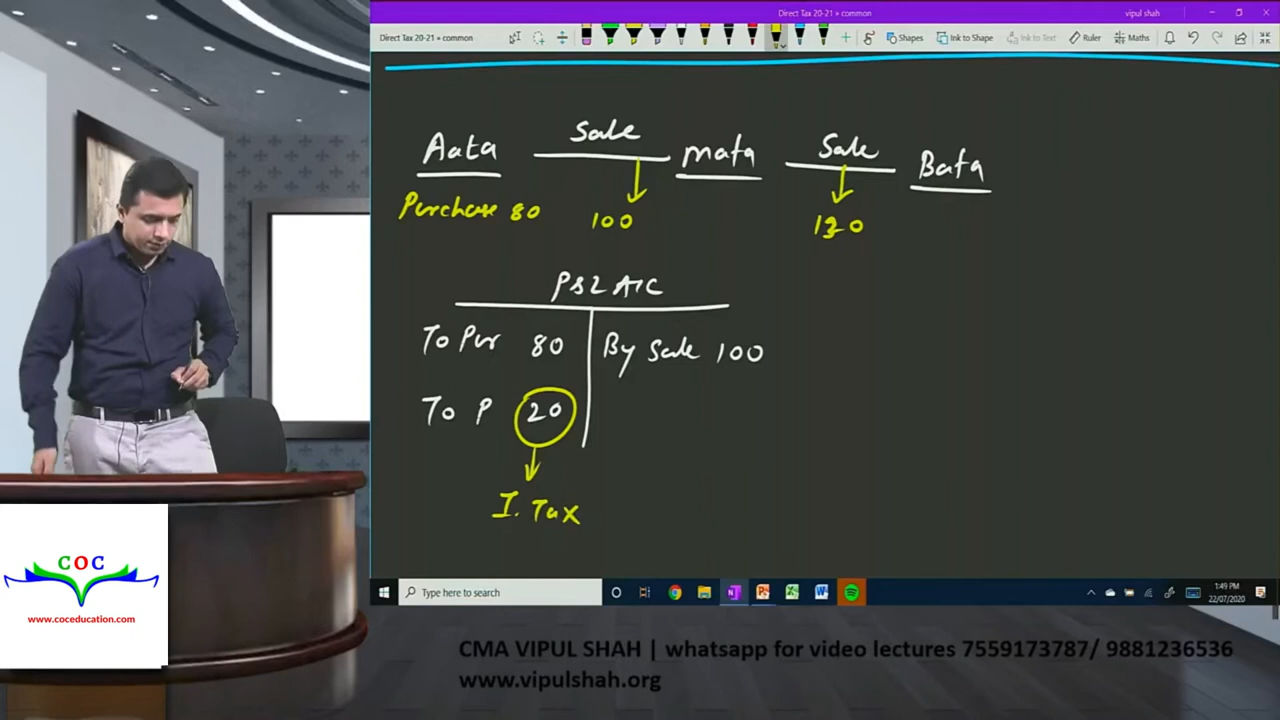 Direct Tax 20-21 » common
vipul shah
Direct Tax 20-21 » common
Shapes
Ink to Shape
Ink to Text
Ruler
Maths
Aata Sale mata Sale Bata
Purchase 80 100 120
P&L A/C
To Pur 80 By Sale 100
To P 20
I. Tax
COC
www.coceducation.com
Type here to search
1:49 PM
22/07/2020
CMA VIPUL SHAH | whatsapp for video lectures 7559173787/ 9881236536
www.vipulshah.org